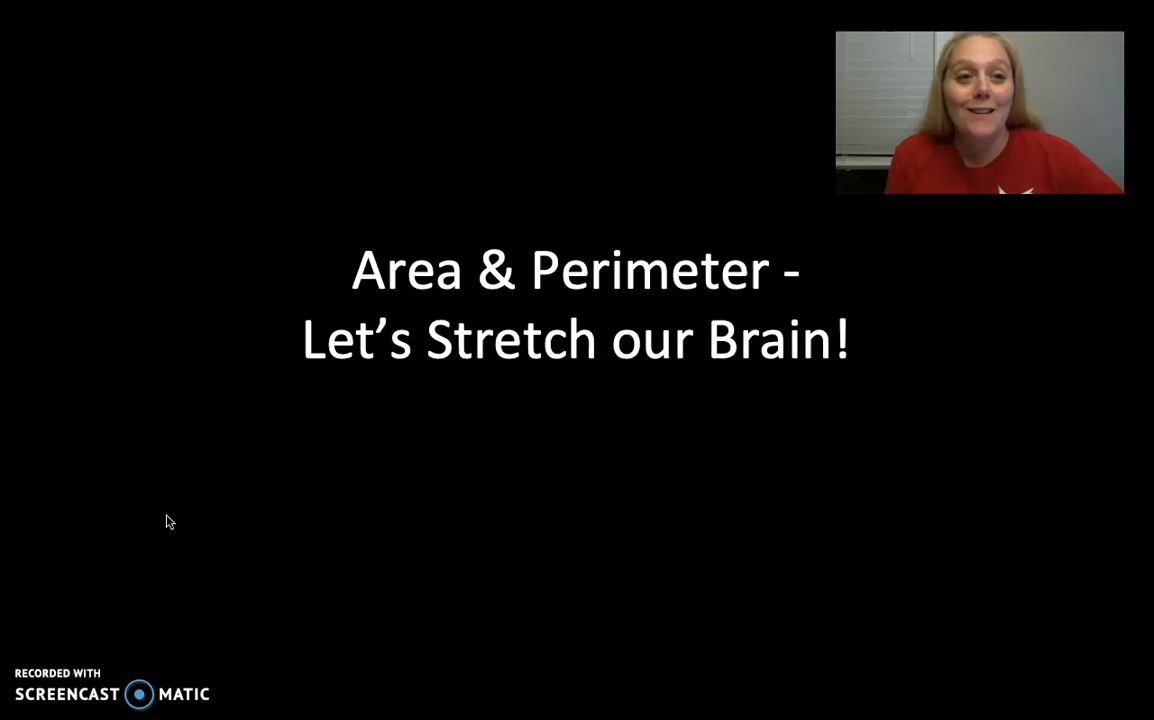 Area & Perimeter -
Let’s Stretch our Brain!
RECORDED WITH
SCREENCAST MATIC